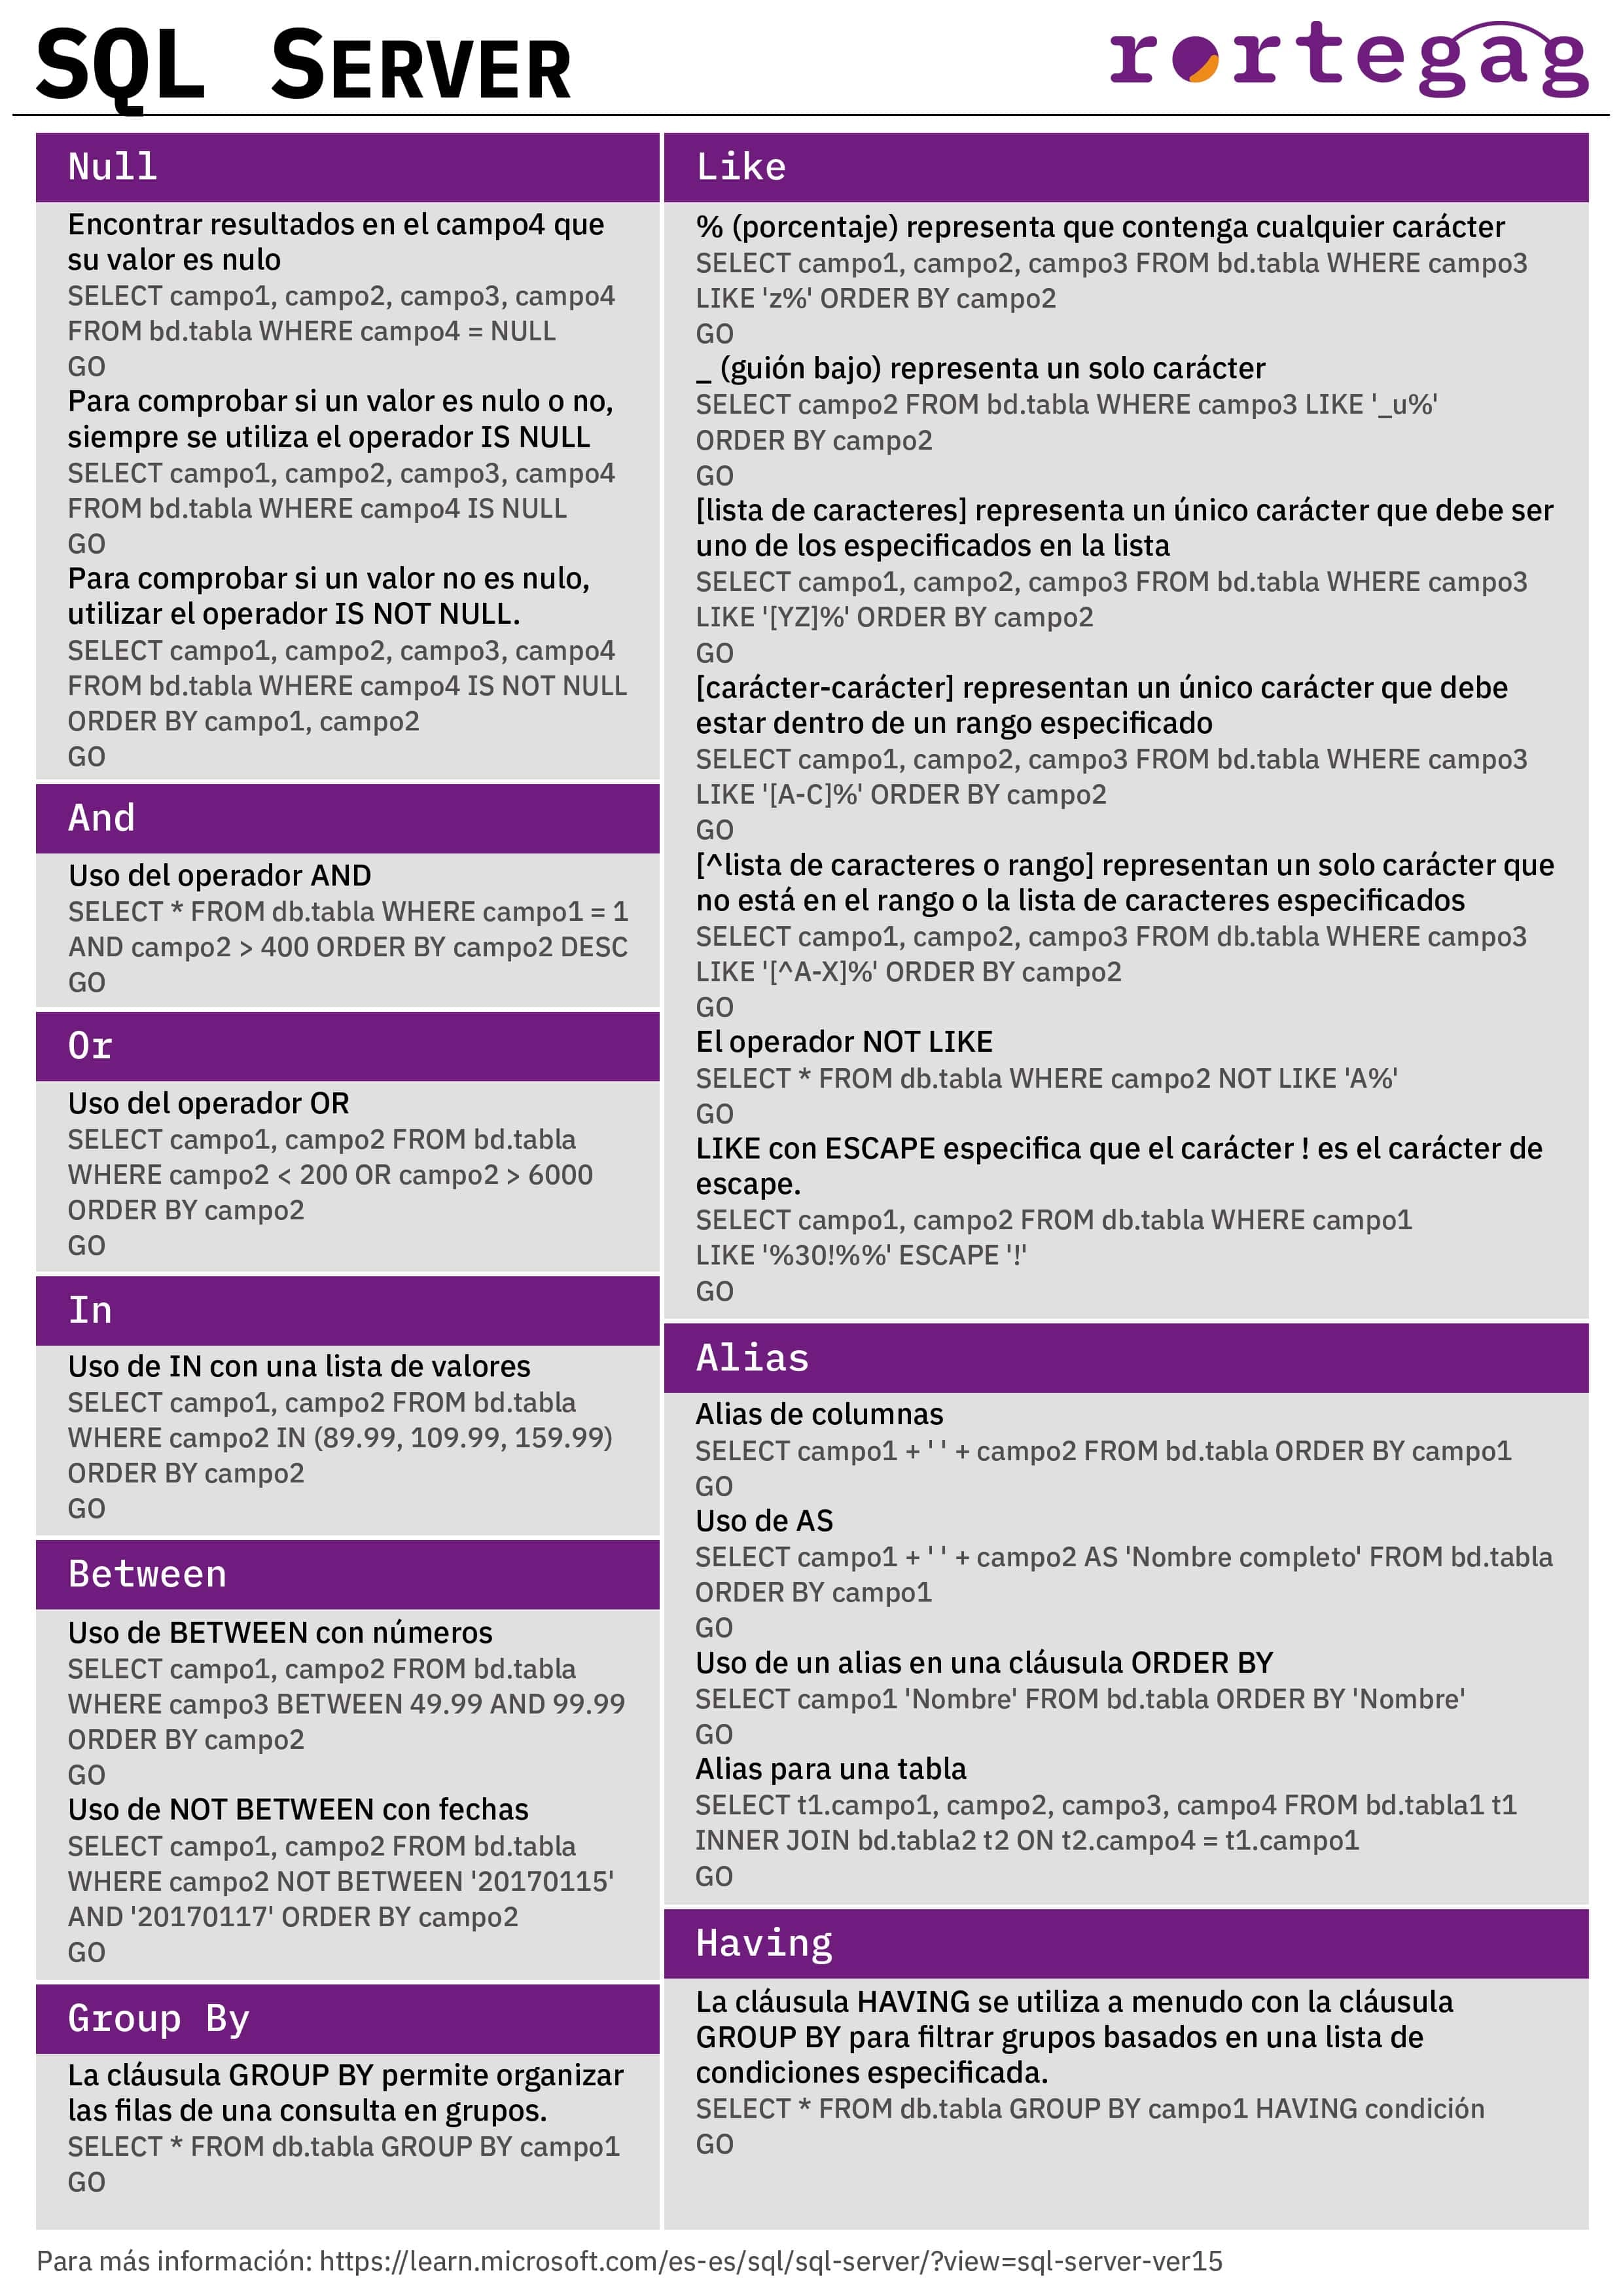 SQL SERVER
rortegag
Null
Encontrar resultados en el campo4 que
su valor es nulo
SELECT campo1, campo2, campo3, campo4
FROM bd.tabla WHERE campo4 = NULL
GO
Para comprobar si un valor es nulo o no,
siempre se utiliza el operador IS NULL
SELECT campo1, campo2, campo3, campo4
FROM bd.tabla WHERE campo4 IS NULL
GO
Para comprobar si un valor no es nulo,
utilizar el operador IS NOT NULL.
SELECT campo1, campo2, campo3, campo4
FROM bd.tabla WHERE campo4 IS NOT NULL
ORDER BY campo1, campo2
GO
And
Uso del operador AND
SELECT * FROM db.tabla WHERE campo1 = 1
AND campo2 > 400 ORDER BY campo2 DESC
GO
Or
Uso del operador OR
SELECT campo1, campo2 FROM bd.tabla
WHERE campo2 < 200 OR campo2 > 6000
ORDER BY campo2
GO
In
Uso de IN con una lista de valores
SELECT campo1, campo2 FROM bd.tabla
WHERE campo2 IN (89.99, 109.99, 159.99)
ORDER BY campo2
GO
Between
Uso de BETWEEN con números
SELECT campo1, campo2 FROM bd.tabla
WHERE campo3 BETWEEN 49.99 AND 99.99
ORDER BY campo2
GO
Uso de NOT BETWEEN con fechas
SELECT campo1, campo2 FROM bd.tabla
WHERE campo2 NOT BETWEEN '20170115'
AND '20170117' ORDER BY campo2
GO
Group By
La cláusula GROUP BY permite organizar
las filas de una consulta en grupos.
SELECT * FROM db.tabla GROUP BY campo1
GO
Like
% (porcentaje) representa que contenga cualquier carácter
SELECT campo1, campo2, campo3 FROM bd.tabla WHERE campo3
LIKE 'z%' ORDER BY campo2
GO
_ (guión bajo) representa un solo carácter
SELECT campo2 FROM bd.tabla WHERE campo3 LIKE '_u%'
ORDER BY campo2
GO
[lista de caracteres] representa un único carácter que debe ser
uno de los especificados en la lista
SELECT campo1, campo2, campo3 FROM bd.tabla WHERE campo3
LIKE '[YZ]%' ORDER BY campo2
GO
[carácter-carácter] representan un único carácter que debe
estar dentro de un rango especificado
SELECT campo1, campo2, campo3 FROM bd.tabla WHERE campo3
LIKE '[A-C]%' ORDER BY campo2
GO
[^lista de caracteres o rango] representan un solo carácter que
no está en el rango o la lista de caracteres especificados
SELECT campo1, campo2, campo3 FROM db.tabla WHERE campo3
LIKE '[^A-X]%' ORDER BY campo2
GO
El operador NOT LIKE
SELECT * FROM db.tabla WHERE campo2 NOT LIKE 'A%'
GO
LIKE con ESCAPE especifica que el carácter ! es el carácter de
escape.
SELECT campo1, campo2 FROM db.tabla WHERE campo1
LIKE '%30!%%' ESCAPE '!'
GO
Alias
Alias de columnas
SELECT campo1 + ' ' + campo2 FROM bd.tabla ORDER BY campo1
GO
Uso de AS
SELECT campo1 + ' ' + campo2 AS 'Nombre completo' FROM bd.tabla
ORDER BY campo1
GO
Uso de un alias en una cláusula ORDER BY
SELECT campo1 'Nombre' FROM bd.tabla ORDER BY 'Nombre'
GO
Alias para una tabla
SELECT t1.campo1, campo2, campo3, campo4 FROM bd.tabla1 t1
INNER JOIN bd.tabla2 t2 ON t2.campo4 = t1.campo1
GO
Having
La cláusula HAVING se utiliza a menudo con la cláusula
GROUP BY para filtrar grupos basados en una lista de
condiciones especificada.
SELECT * FROM db.tabla GROUP BY campo1 HAVING condición
GO
Para más información: https://learn.microsoft.com/es-es/sql/sql-server/?view=sql-server-ver15